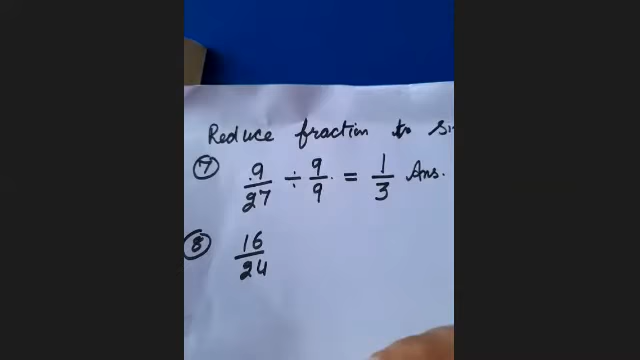 Reduce fraction to
7 9/27 ÷ 9/9 = 1/3 Ans.
8 16/24